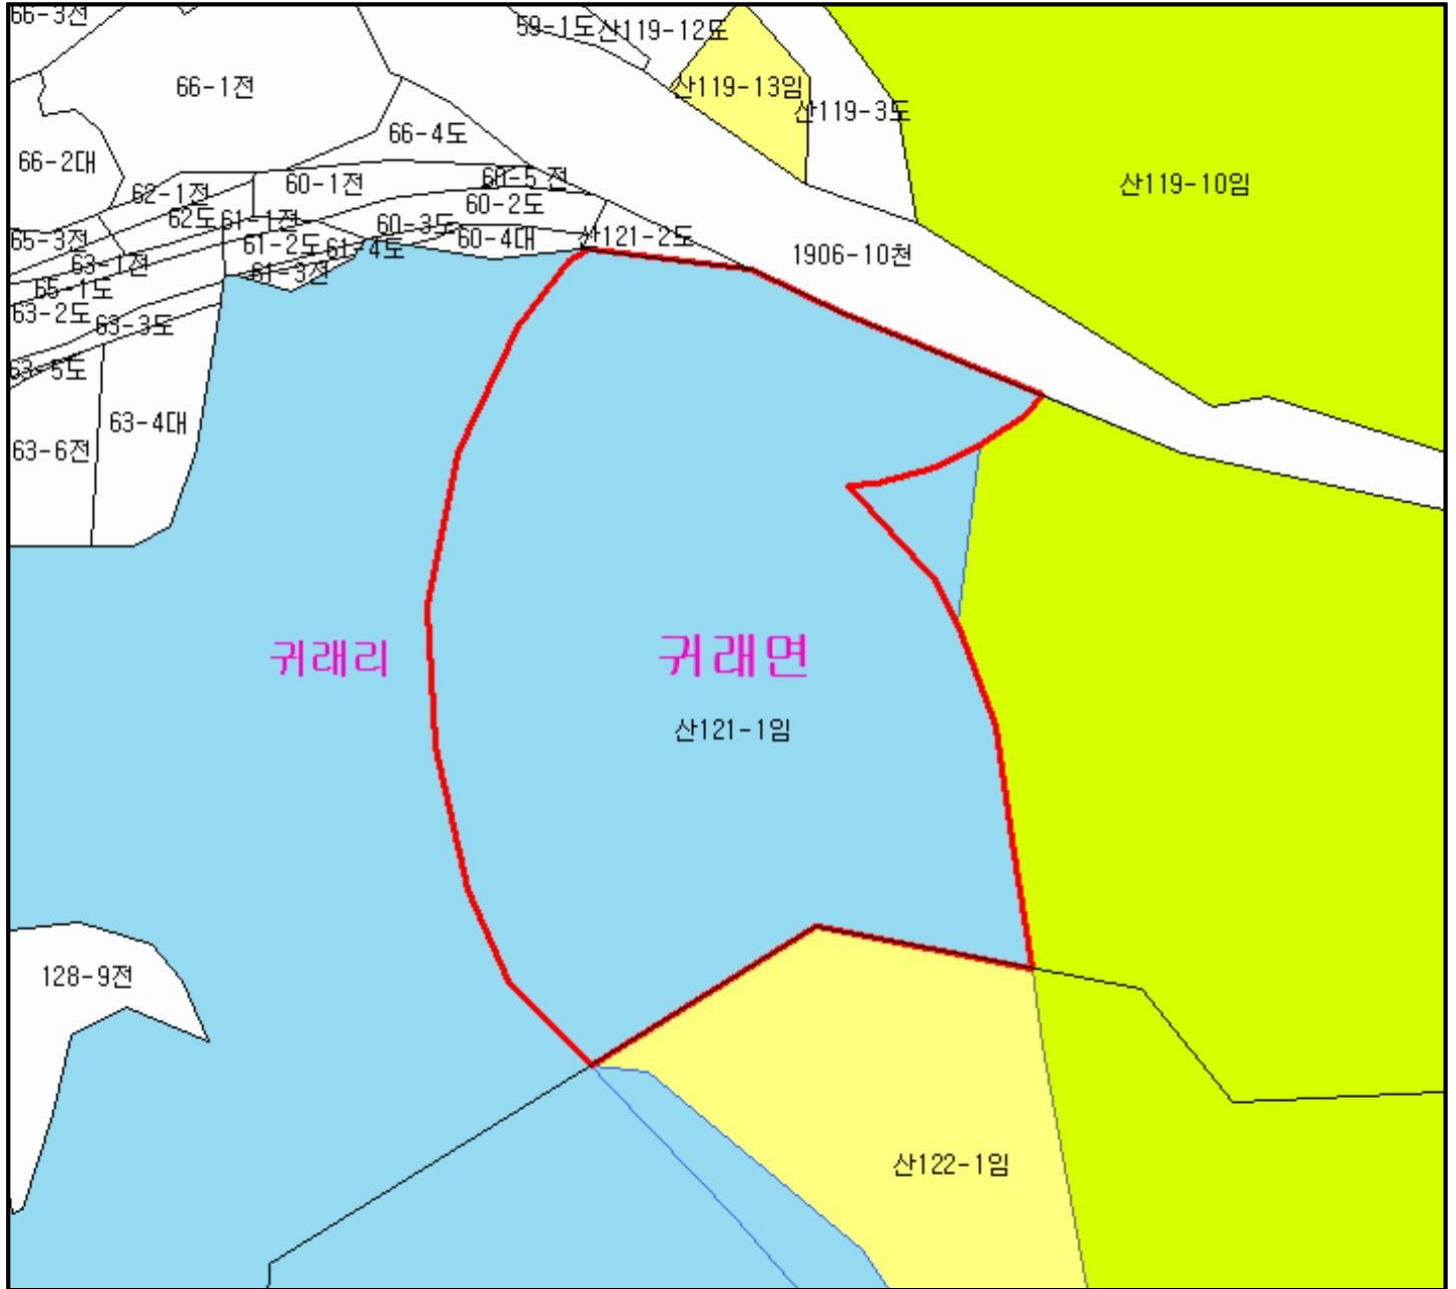 66-3전
59-1도
산119-12도
66-1전
산119-13임
산119-3도
66-4도
66-2대
60-1전
60-5 전
산119-10임
62-1전
60-2도
62도
61-1전
60-3도
65-3전
61-2도
61-4도
60-4대
산121-2도
1906-10천
63-1전
61-3전
65-1도
63-2도
63-3도
63-5도
63-4대
63-6전
귀래리
귀래면
산121-1임
128-9전
산122-1임